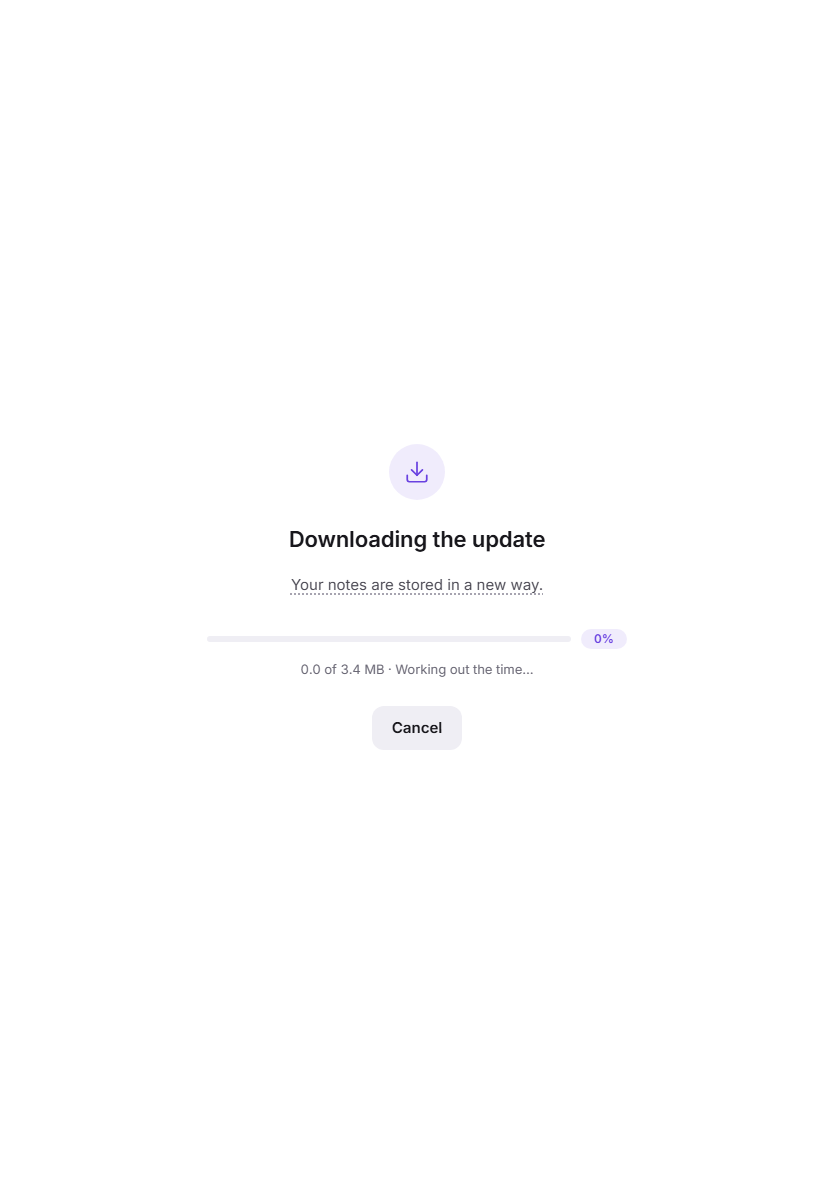 Downloading the update
Your notes are stored in a new way.
0%
0.0 of 3.4 MB · Working out the time…
Cancel